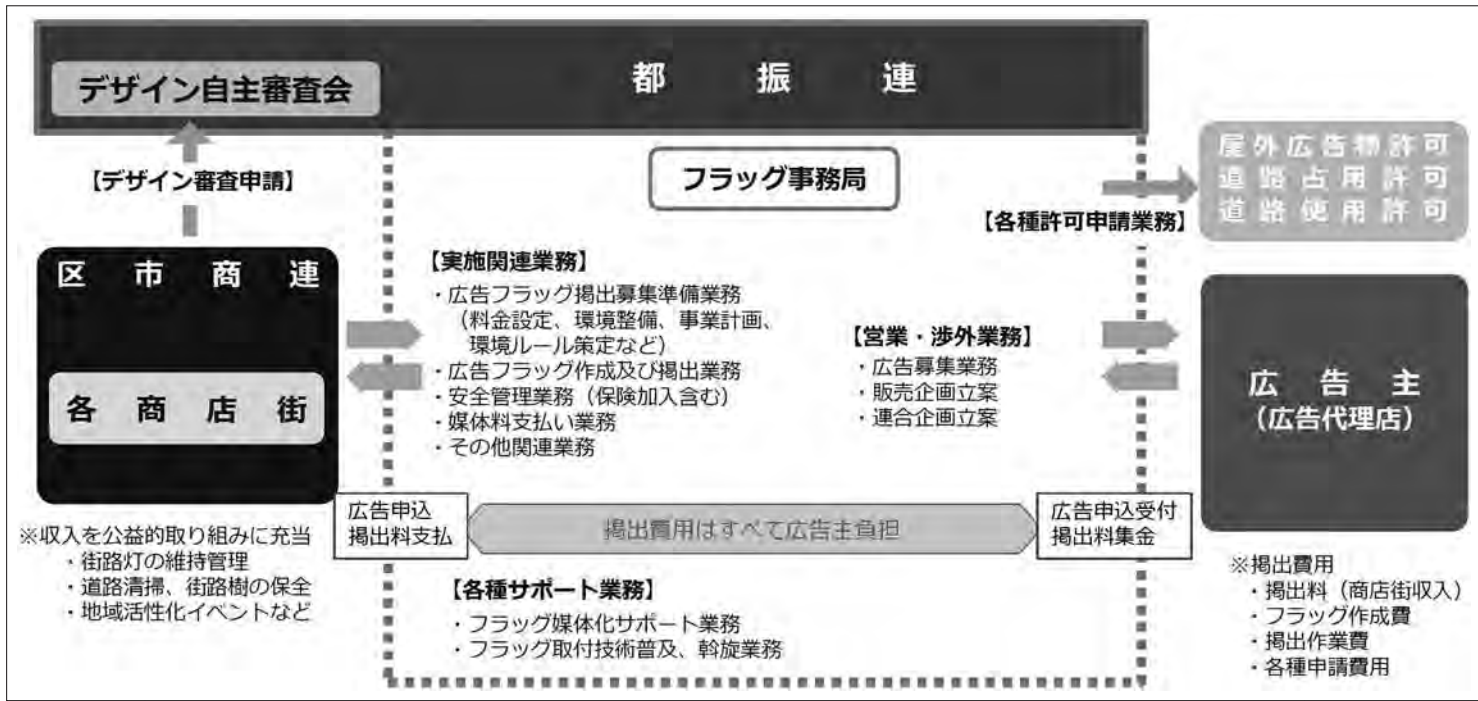 デザイン自主審査会
都振連
【デザイン審査申請】
フラッグ事務局
屋外広告物許可
道路占用許可
道路使用許可
【各種許可申請業務】
区市商連
各商店街
【実施関連業務】
・広告フラッグ掲出募集準備業務
（料金設定、環境整備、事業計画、
環境ルール策定など）
・広告フラッグ作成及び掲出業務
・安全管理業務（保険加入含む）
・媒体料支払い業務
・その他関連業務
【営業・渉外業務】
・広告募集業務
・販売企画立案
・連合企画立案
広告主
（広告代理店）
広告申込
掲出料支払
掲出費用はすべて広告主負担
広告申込受付
掲出料集金
※収入を公益的取り組みに充当
・街路灯の維持管理
・道路清掃、街路樹の保全
・地域活性化イベントなど
【各種サポート業務】
・フラッグ媒体化サポート業務
・フラッグ取付技術普及、斡旋業務
※掲出費用
・掲出料（商店街収入）
・フラッグ作成費
・掲出作業費
・各種申請費用